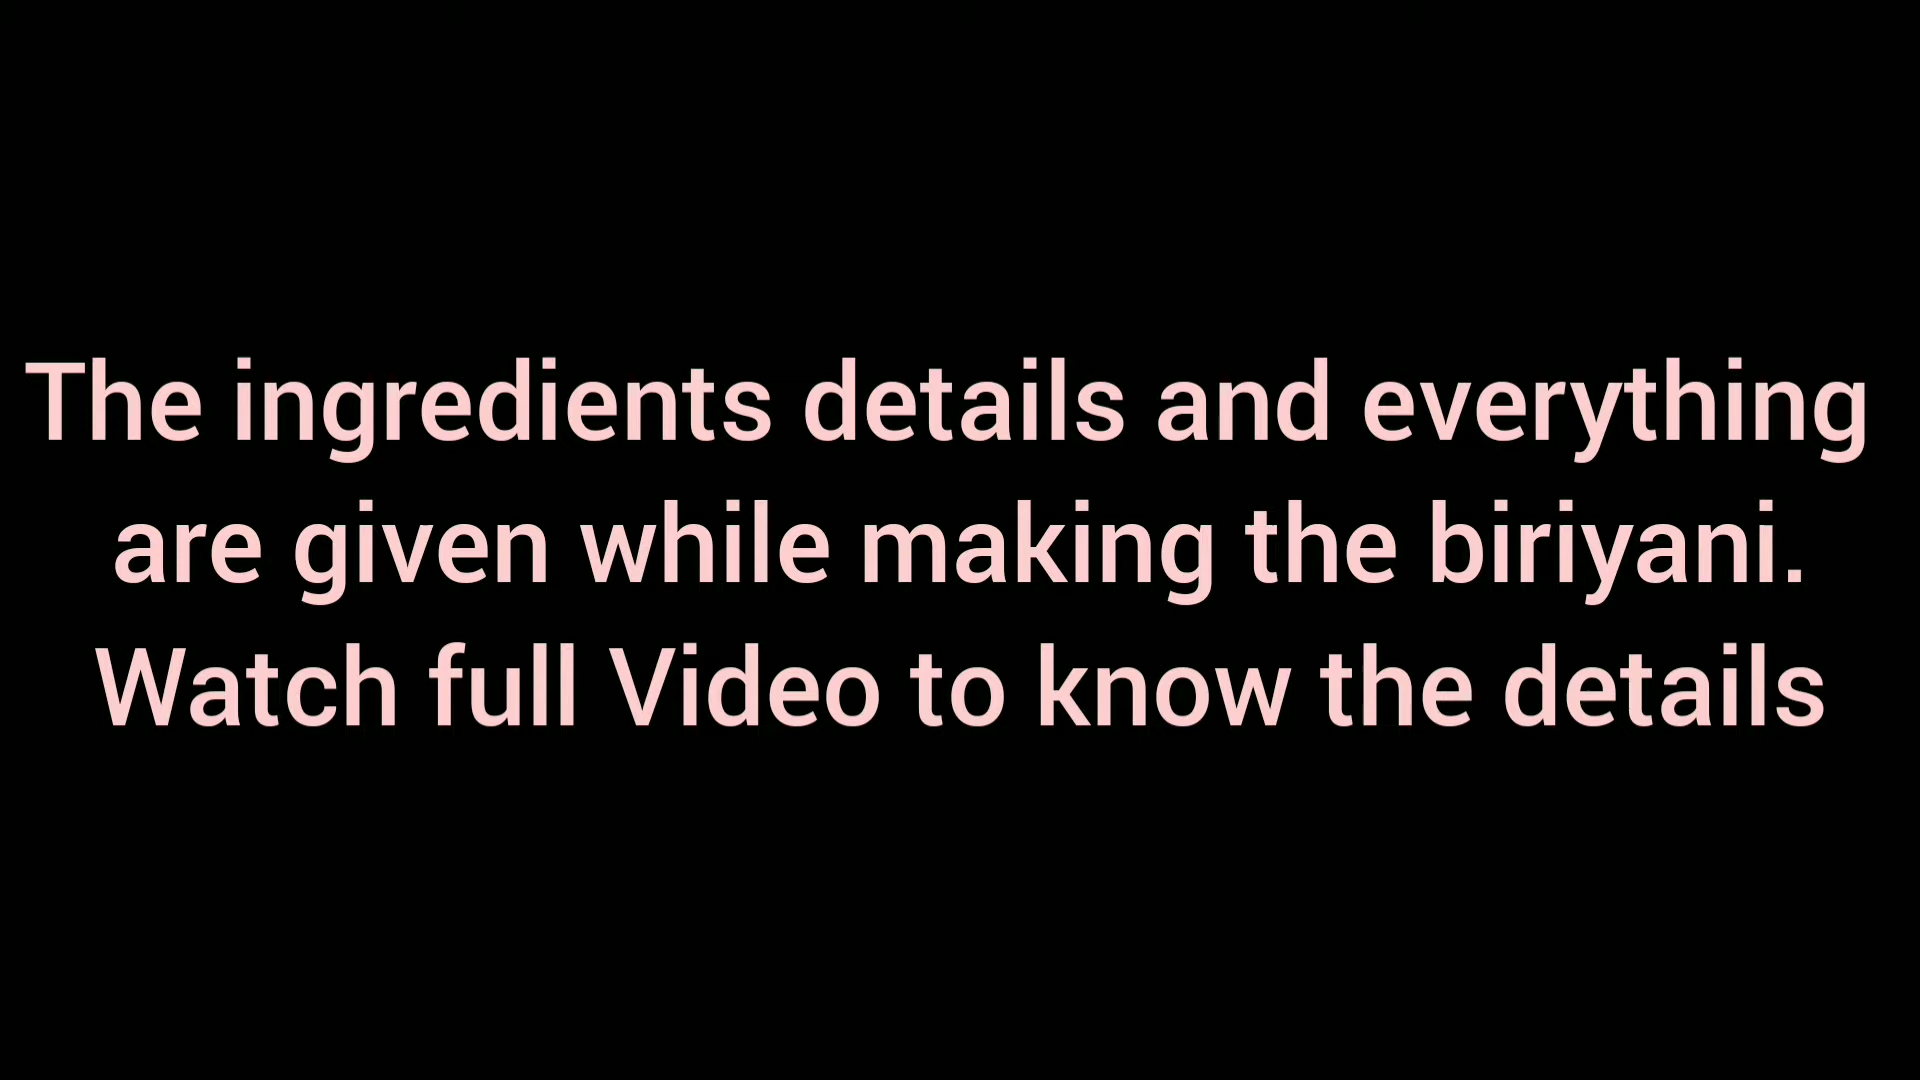 The ingredients details and everything
are given while making the biriyani.
Watch full Video to know the details